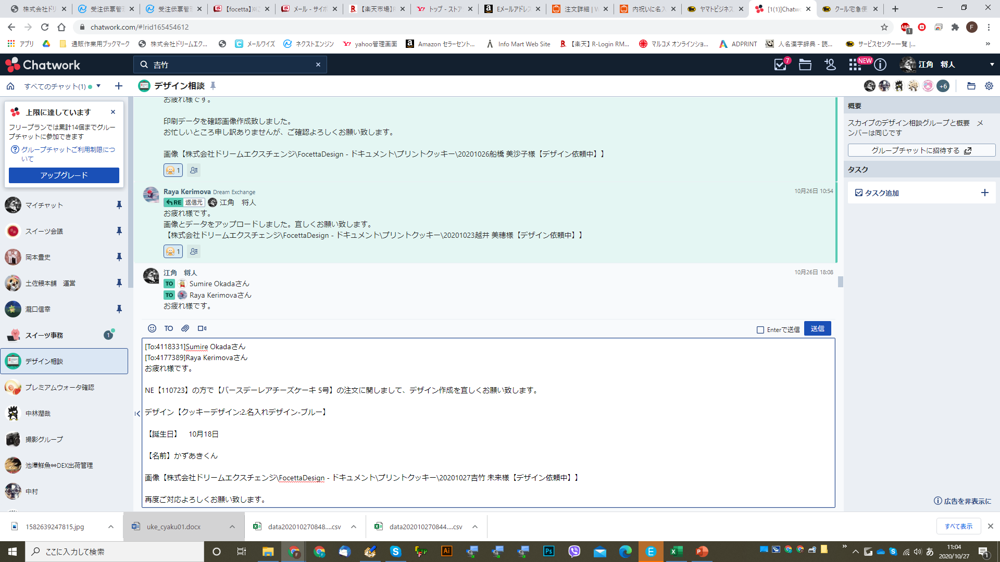 株式会社ドリ
受注伝票管理
受注伝票管理
【focetta】※ご
メール - サイボ
【楽天市場】R
トップ - ストア
Eメールアドレス
注文詳細 | W
内祝いに名入
ヤマトビジネス
[1(1)]Chatwo
クール宅急便
chatwork.com/#!rid165454612
アプリ
通販作業用ブックマーク
株式会社ドリームエク...
メールワイズ
ネクストエンジン
yahoo管理画面
Amazon セラーセント...
Info Mart Web Site
【楽天】R-Login RM...
マルコメ オンラインショ...
ADPRINT
人名漢字辞典 - 読...
サービスセンター一覧 |...
Chatwork
吉竹
7
NEW
江角　将人
すべてのチャット(1)
デザイン相談
+6
上限に達しています
フリープランでは累計14個までグルー
プチャットに参加できます
グループチャットご利用制限につ
いて
アップグレード
マイチャット
スイーツ会議
岡本豊史
土佐鰻本舗　運営
瀧口信幸
スイーツ事務
1
デザイン相談
プレミアムウォータ確認
中林潤哉
撮影グループ
池澤鮮魚⇔DEX出荷管理
中村
お疲れ様です。
印刷データを確認画像作成致しました。
お忙しいところ申し訳ありませんが、ご確認よろしくお願い致します。
画像【株式会社ドリームエクスチェンジ\FocettaDesign - ドキュメント\プリントクッキー\20201026船橋 美沙子様【デザイン依頼中】】
1
Raya Kerimova Dream Exchange
10月26日 10:54
RE 返信元 江角　将人
お疲れ様です。
画像とデータをアップロードしました。宜しくお願い致します。
【株式会社ドリームエクスチェンジ\FocettaDesign - ドキュメント\プリントクッキー\20201023越井 美穂様【デザイン依頼中】】
1
江角　将人
10月26日 18:08
TO Sumire Okadaさん
TO Raya Kerimovaさん
お疲れ様です。
TO
Enterで送信
送信
[To:4118331]Sumire Okadaさん
[To:4177389]Raya Kerimovaさん
お疲れ様です。
NE【110723】の方で【バースデーレアチーズケーキ 5号】の注文に関しまして、デザイン作成を宜しくお願い致します。
デザイン【クッキーデザイン:2.名入れデザイン-ブルー】
【誕生日】　10月18日
【名前】かずあきくん
画像【株式会社ドリームエクスチェンジ\FocettaDesign - ドキュメント\プリントクッキー\20201027吉竹 未来様【デザイン依頼中】】
再度ご対応よろしくお願い致します。
概要
スカイプのデザイン相談グループと概要　メ
ンバーは同じです
グループチャットに招待する
タスク
タスク追加
広告を非表示に
1582639247815.jpg
uke_cyaku01.docx
data202010270848....csv
data202010270844....csv
すべて表示
ここに入力して検索
あ
11:04
2020/10/27
1